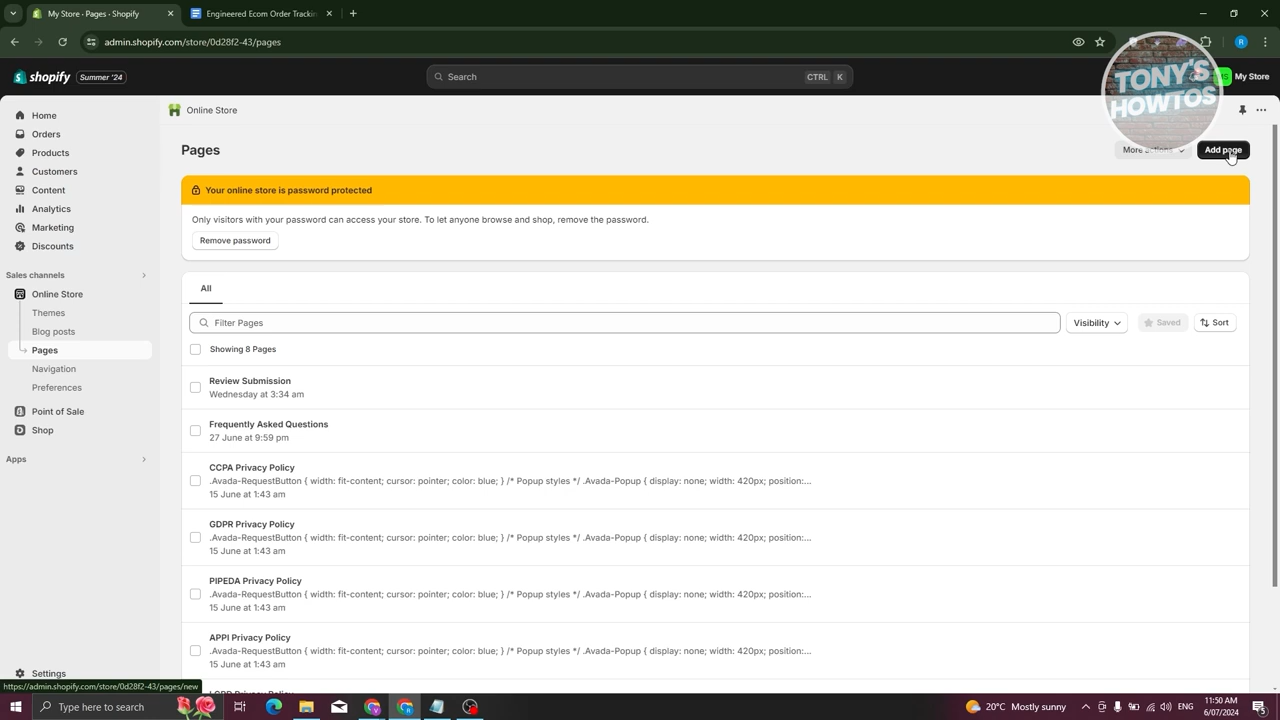 My Store - Pages · Shopify
Engineered Ecom Order Trackin
admin.shopify.com/store/0d28f2-43/pages
R
shopify
Summer '24
Search
CTRL K
My Store
TONY'S
HOWTOS
Home
Orders
Products
Customers
Content
Analytics
Marketing
Discounts
Sales channels
Online Store
Themes
Blog posts
Pages
Navigation
Preferences
Point of Sale
Shop
Apps
Settings
Online Store
Pages
More actions
Add page
Your online store is password protected
Only visitors with your password can access your store. To let anyone browse and shop, remove the password.
Remove password
All
Filter Pages
Visibility
Saved
Sort
Showing 8 Pages
Review Submission
Wednesday at 3:34 am
Frequently Asked Questions
27 June at 9:59 pm
CCPA Privacy Policy
.Avada-RequestButton { width: fit-content; cursor: pointer; color: blue; } /* Popup styles */ .Avada-Popup { display: none; width: 420px; position:...
15 June at 1:43 am
GDPR Privacy Policy
.Avada-RequestButton { width: fit-content; cursor: pointer; color: blue; } /* Popup styles */ .Avada-Popup { display: none; width: 420px; position:...
15 June at 1:43 am
PIPEDA Privacy Policy
.Avada-RequestButton { width: fit-content; cursor: pointer; color: blue; } /* Popup styles */ .Avada-Popup { display: none; width: 420px; position:...
15 June at 1:43 am
APPI Privacy Policy
.Avada-RequestButton { width: fit-content; cursor: pointer; color: blue; } /* Popup styles */ .Avada-Popup { display: none; width: 420px; position:...
15 June at 1:43 am
https://admin.shopify.com/store/0d28f2-43/pages/new
Type here to search
20°C Mostly sunny
11:50 AM
6/07/2024